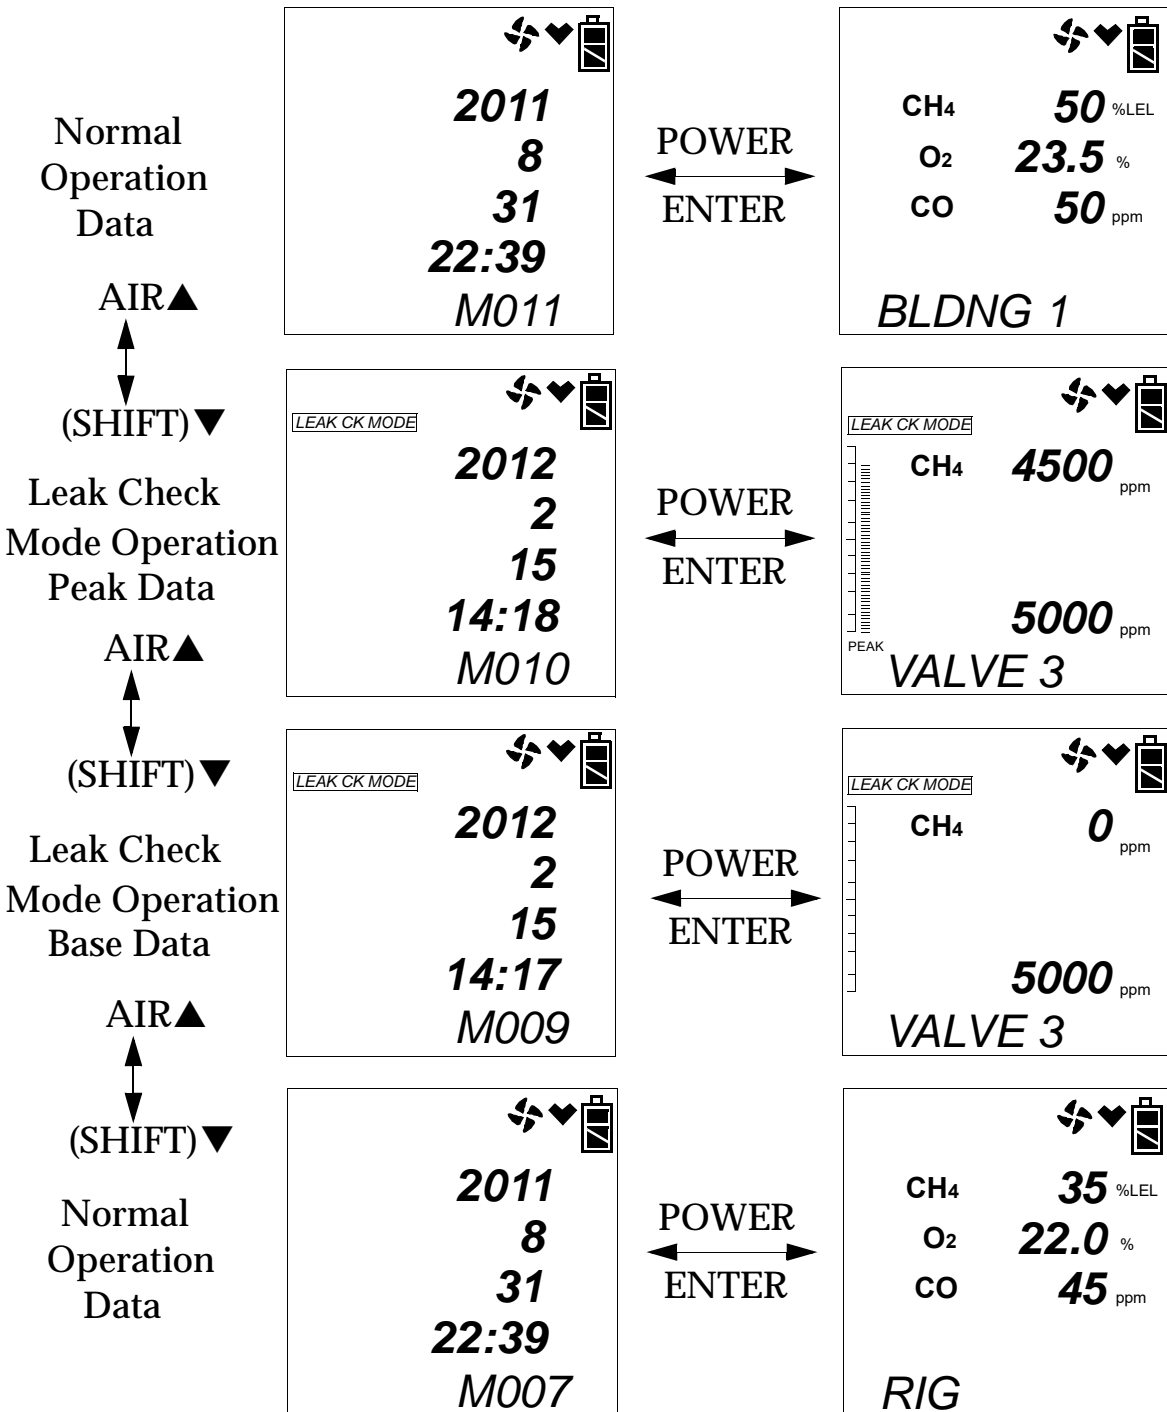 Normal
Operation
Data
2011
8
31
22:39
M011
POWER
ENTER
CH4 50 %LEL
O2 23.5 %
CO 50 ppm
BLDNG 1
AIR▲
(SHIFT)▼
Leak Check
Mode Operation
Peak Data
LEAK CK MODE
2012
2
15
14:18
M010
POWER
ENTER
LEAK CK MODE
CH4 4500 ppm
5000 ppm
PEAK
VALVE 3
AIR▲
(SHIFT)▼
Leak Check
Mode Operation
Base Data
LEAK CK MODE
2012
2
15
14:17
M009
POWER
ENTER
LEAK CK MODE
CH4 0 ppm
5000 ppm
VALVE 3
AIR▲
(SHIFT)▼
Normal
Operation
Data
2011
8
31
22:39
M007
POWER
ENTER
CH4 35 %LEL
O2 22.0 %
CO 45 ppm
RIG